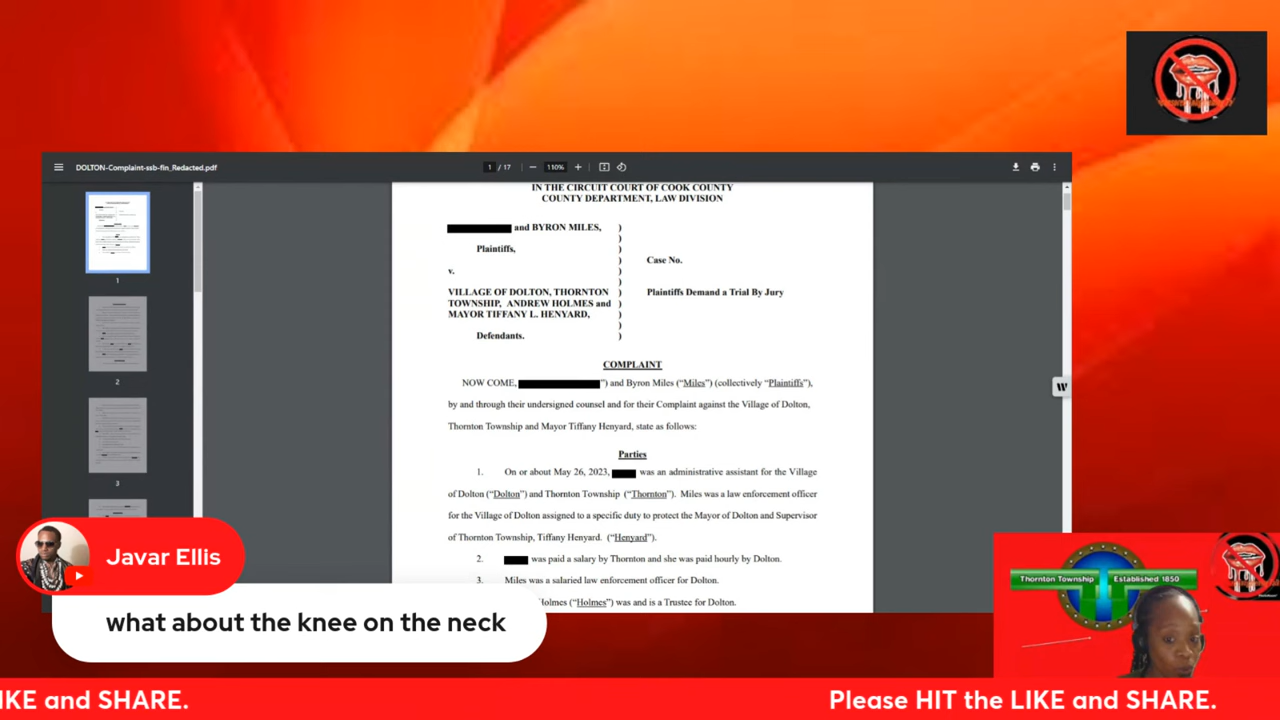 DOLTON-Complaint-ssb-fin_Redacted.pdf
1 / 17
110%
IN THE CIRCUIT COURT OF COOK COUNTY
COUNTY DEPARTMENT, LAW DIVISION
and BYRON MILES, )
)
Plaintiffs, )
) Case No.
v. )
)
VILLAGE OF DOLTON, THORNTON ) Plaintiffs Demand a Trial By Jury
TOWNSHIP, ANDREW HOLMES and )
MAYOR TIFFANY L. HENYARD, )
)
Defendants. )
COMPLAINT
NOW COME, ”) and Byron Miles (“Miles”) (collectively “Plaintiffs”),
by and through their undersigned counsel and for their Complaint against the Village of Dolton,
Thornton Township and Mayor Tiffany Henyard, state as follows:
Parties
1. On or about May 26, 2023, was an administrative assistant for the Village
of Dolton (“Dolton”) and Thornton Township (“Thornton”). Miles was a law enforcement officer
for the Village of Dolton assigned to a specific duty to protect the Mayor of Dolton and Supervisor
of Thornton Township, Tiffany Henyard. (“Henyard”).
2. was paid a salary by Thornton and she was paid hourly by Dolton.
3. Miles was a salaried law enforcement officer for Dolton.
Holmes (“Holmes”) was and is a Trustee for Dolton.
1
2
3
W
Javar Ellis
what about the knee on the neck
Thornton Township Established 1850
IKE and SHARE.
Please HIT the LIKE and SHARE.